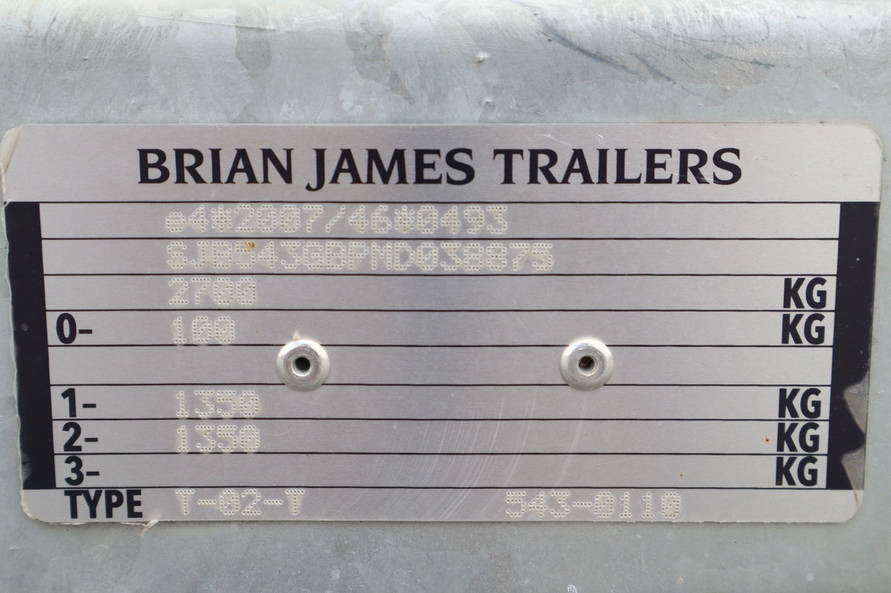 BRIAN JAMES TRAILERS
e4*2007/46*0493
SJB543GBPMD038875
2700 KG
0- 100 KG
1- 1350 KG
2- 1350 KG
3- KG
TYPE T-02-T 543-0110